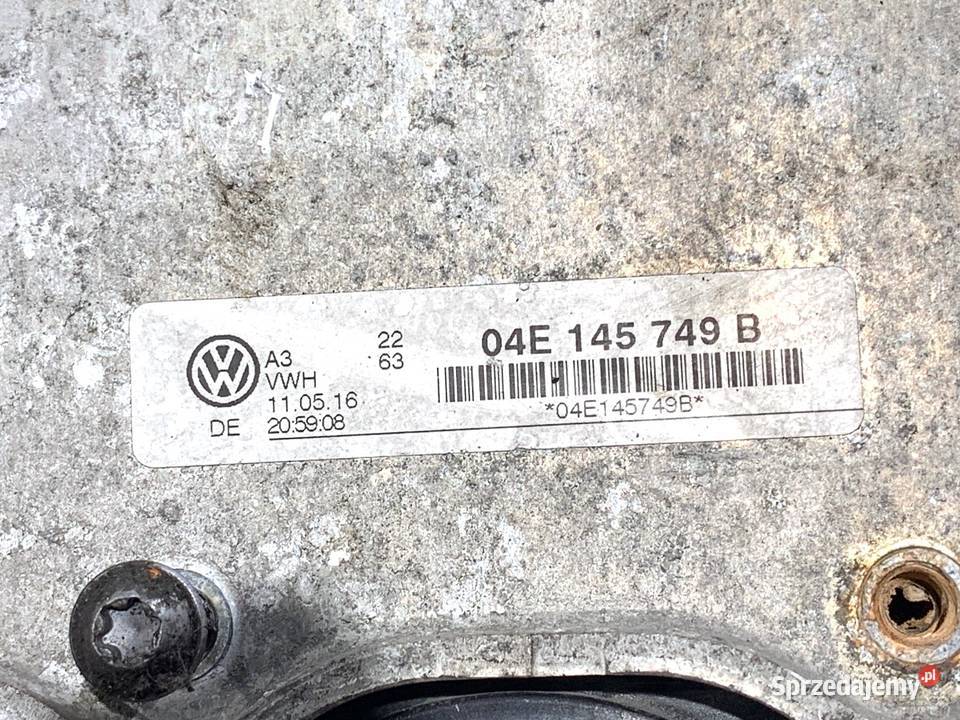 A3 22 04E 145 749 B
VWH 63
11.05.16 *04E145749B*
DE 20:59:08
Sprzedajemy .pl